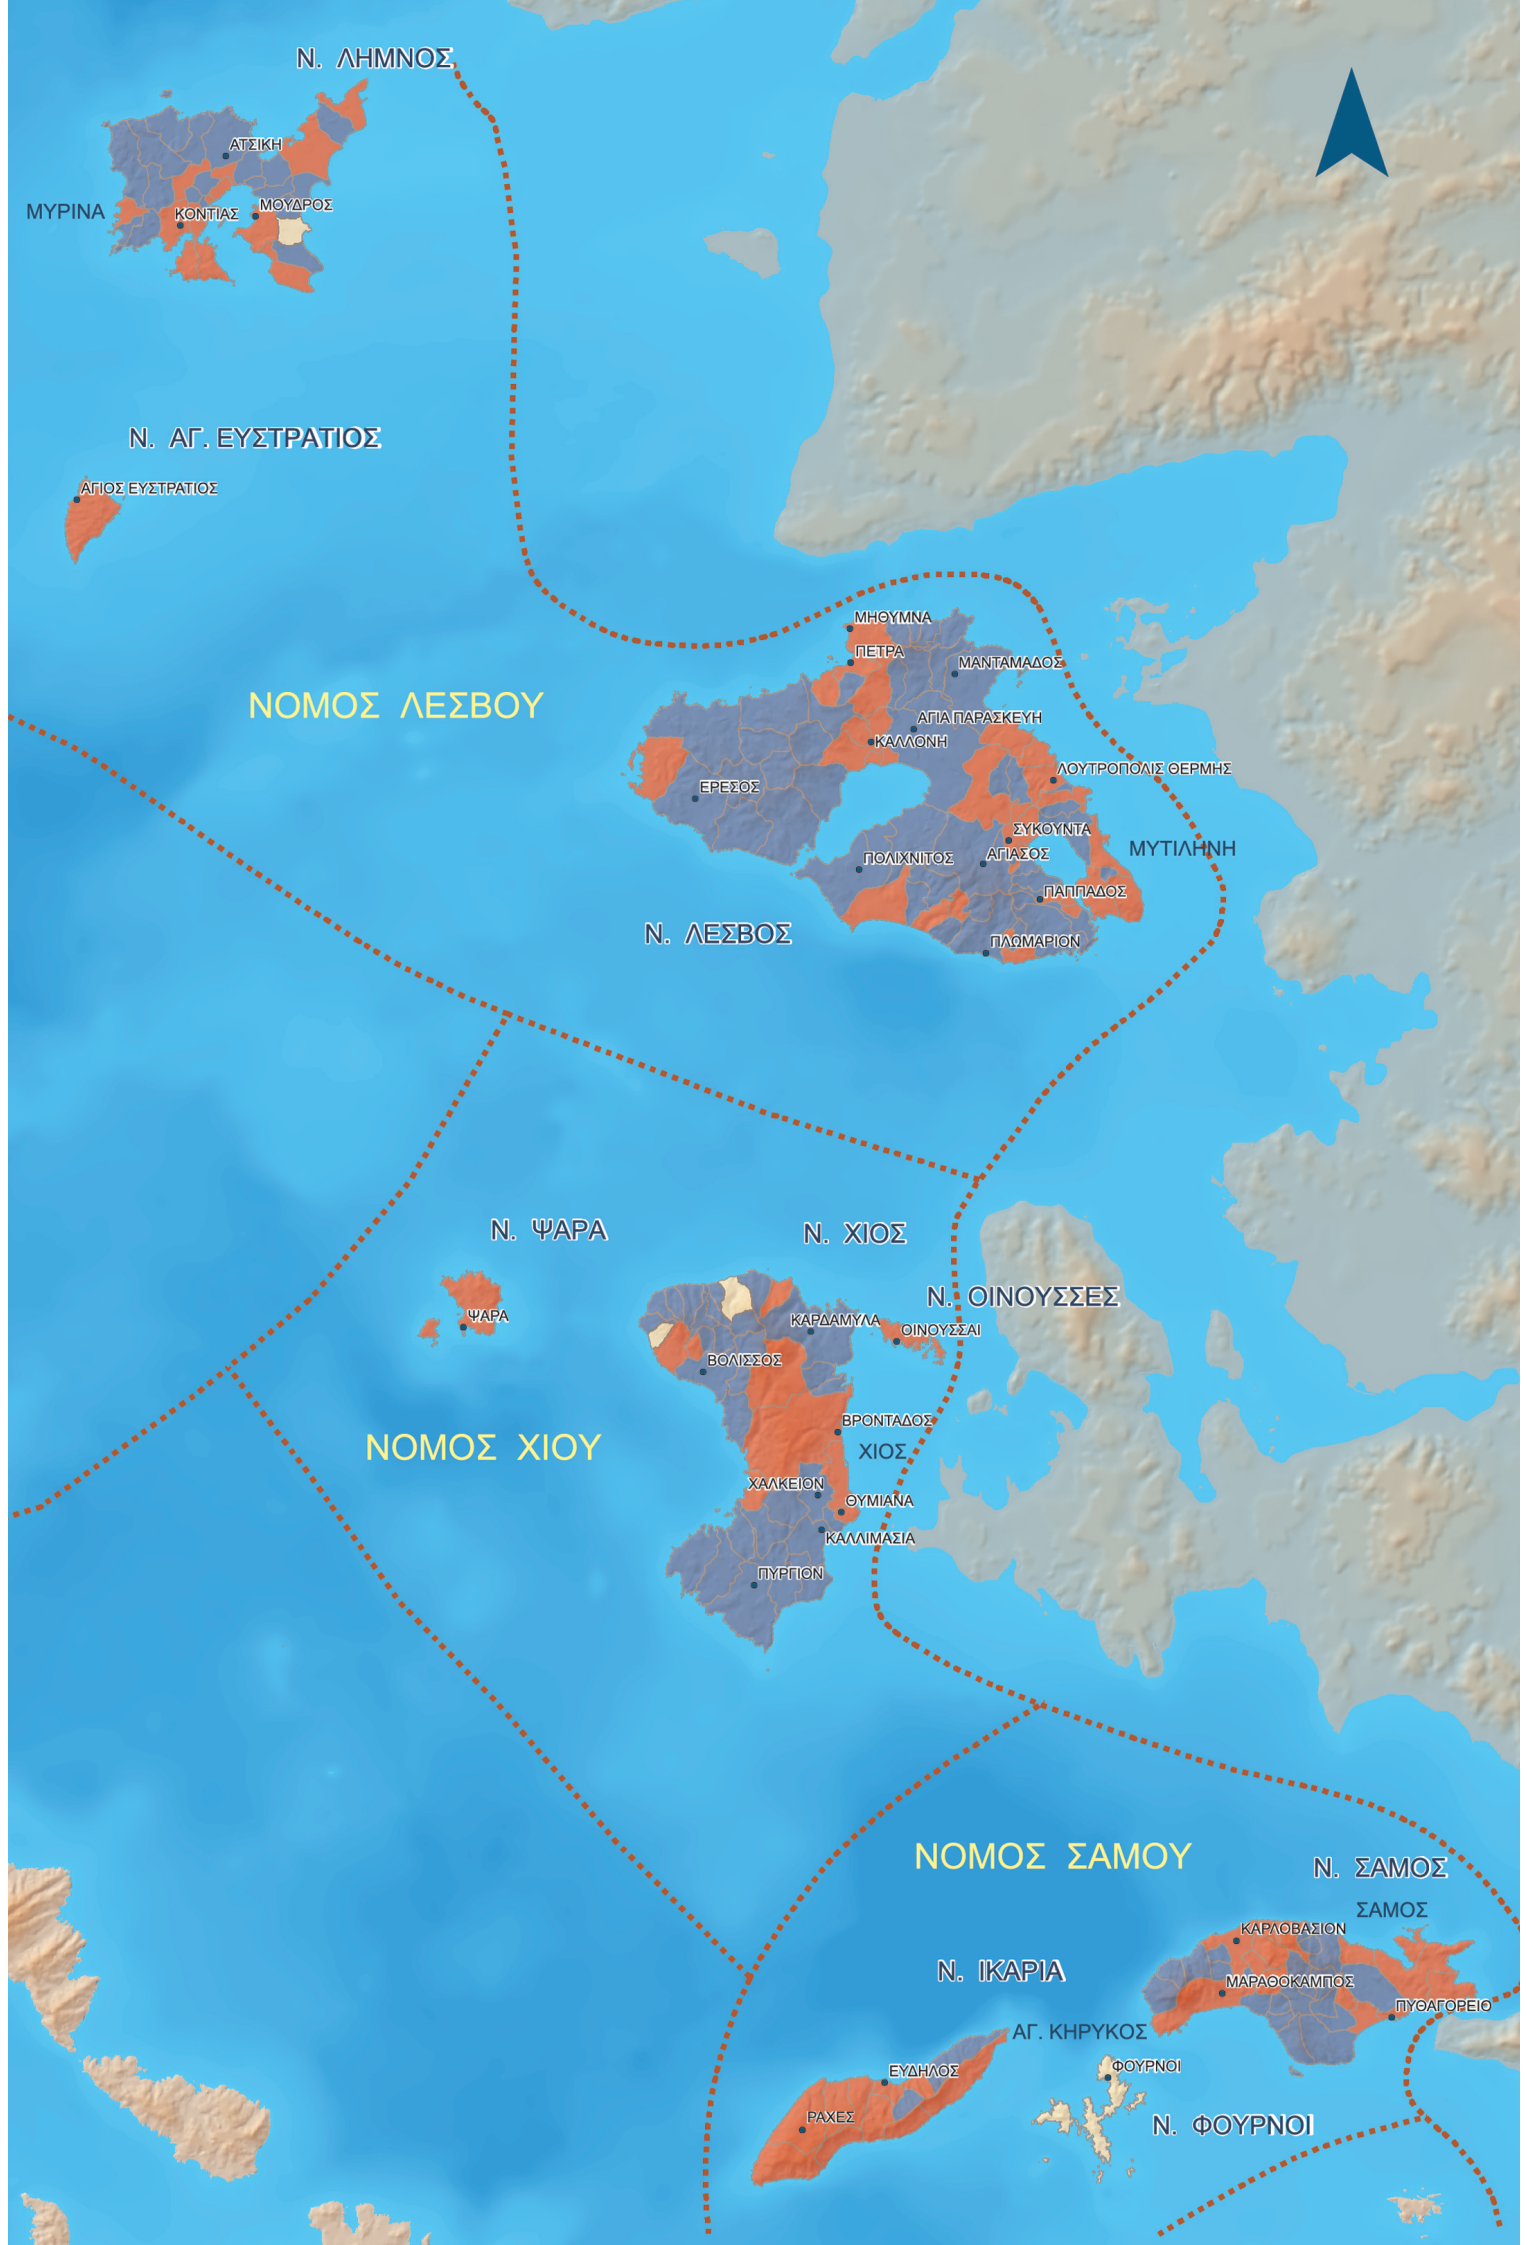 Ν. ΛΗΜΝΟΣ
ΑΤΣΙΚΗ
ΜΥΡΙΝΑ
ΚΟΝΤΙΑΣ
ΜΟΥΔΡΟΣ
Ν. ΑΓ. ΕΥΣΤΡΑΤΙΟΣ
ΑΓΙΟΣ ΕΥΣΤΡΑΤΙΟΣ
ΜΗΘΥΜΝΑ
ΠΕΤΡΑ
ΜΑΝΤΑΜΑΔΟΣ
ΝΟΜΟΣ ΛΕΣΒΟΥ
ΑΓΙΑ ΠΑΡΑΣΚΕΥΗ
ΚΑΛΛΟΝΗ
ΛΟΥΤΡΟΠΟΛΙΣ ΘΕΡΜΗΣ
ΕΡΕΣΟΣ
ΣΥΚΟΥΝΤΑ
ΜΥΤΙΛΗΝΗ
ΑΓΙΑΣΟΣ
ΠΟΛΙΧΝΙΤΟΣ
ΠΑΠΠΑΔΟΣ
Ν. ΛΕΣΒΟΣ
ΠΛΩΜΑΡΙΟΝ
Ν. ΨΑΡΑ
Ν. ΧΙΟΣ
Ν. ΟΙΝΟΥΣΣΕΣ
ΨΑΡΑ
ΚΑΡΔΑΜΥΛΑ
ΟΙΝΟΥΣΣΑΙ
ΒΟΛΙΣΣΟΣ
ΒΡΟΝΤΑΔΟΣ
ΝΟΜΟΣ ΧΙΟΥ
ΧΙΟΣ
ΧΑΛΚΕΙΟΝ
ΘΥΜΙΑΝΑ
ΚΑΛΛΙΜΑΣΙΑ
ΠΥΡΓΙΟΝ
ΝΟΜΟΣ ΣΑΜΟΥ
Ν. ΣΑΜΟΣ
ΣΑΜΟΣ
ΚΑΡΛΟΒΑΣΙΟΝ
Ν. ΙΚΑΡΙΑ
ΜΑΡΑΘΟΚΑΜΠΟΣ
ΠΥΘΑΓΟΡΕΙΟ
ΑΓ. ΚΗΡΥΚΟΣ
ΕΥΔΗΛΟΣ
ΦΟΥΡΝΟΙ
ΡΑΧΕΣ
Ν. ΦΟΥΡΝΟΙ